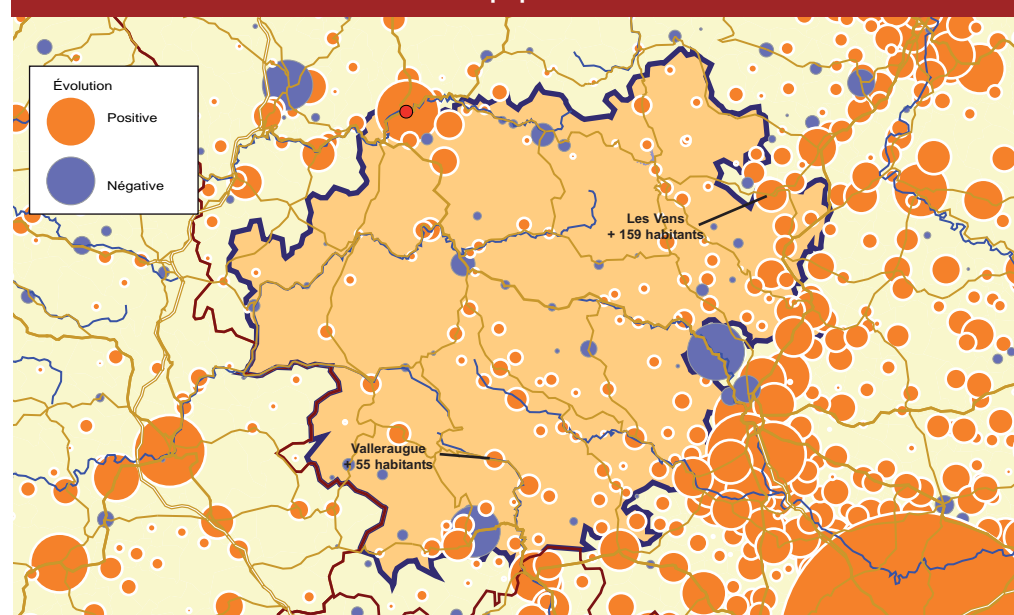 Évolution
Positive
Négative
Les Vans
+ 159 habitants
Valleraugue
+ 55 habitants